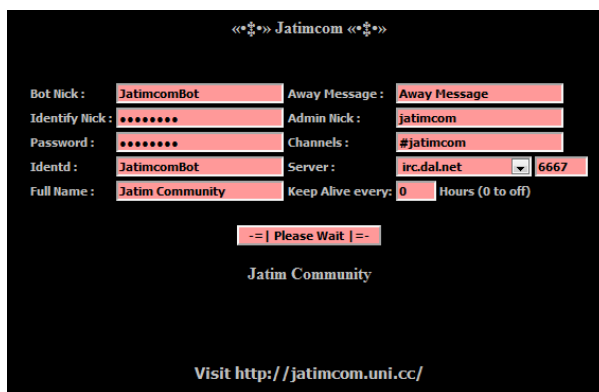 «•‡•» Jatimcom «•‡•»
Bot Nick : JatimcomBot Away Message : Away Message
Identify Nick : •••••••• Admin Nick : jatimcom
Password : •••••••• Channels : #jatimcom
Identd : JatimcomBot Server : irc.dal.net 6667
Full Name : Jatim Community Keep Alive every: 0 Hours (0 to off)
-=| Please Wait |=-
Jatim Community
Visit http://jatimcom.uni.cc/